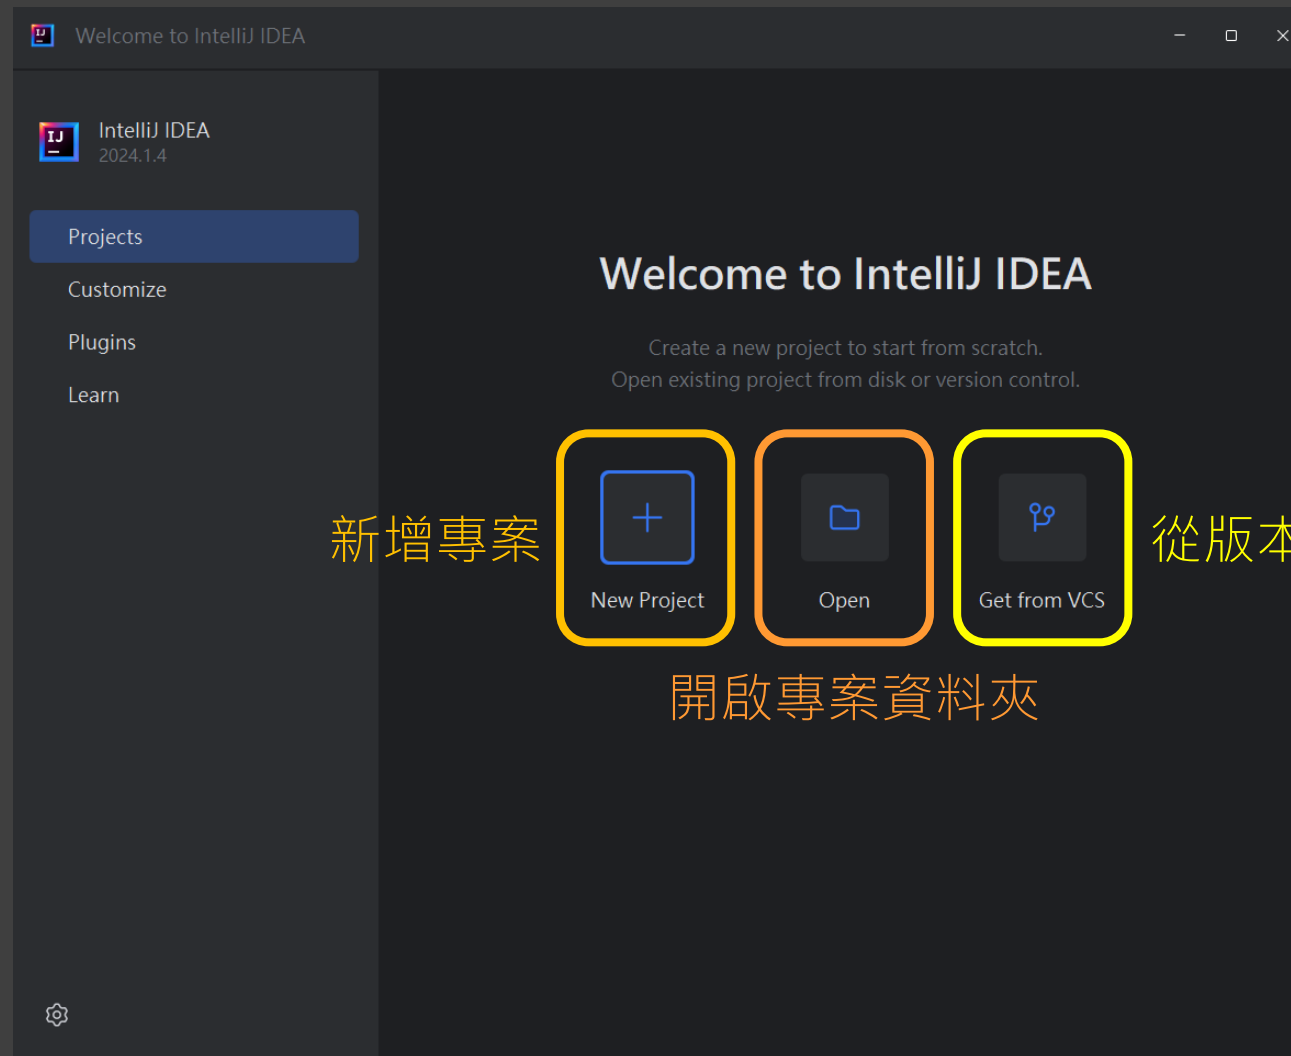 Welcome to IntelliJ IDEA
IntelliJ IDEA
2024.1.4
Projects
Customize
Plugins
Learn
Welcome to IntelliJ IDEA
Create a new project to start from scratch.
Open existing project from disk or version control.
新增專案
New Project
Open
Get from VCS
從版本
開啟專案資料夾